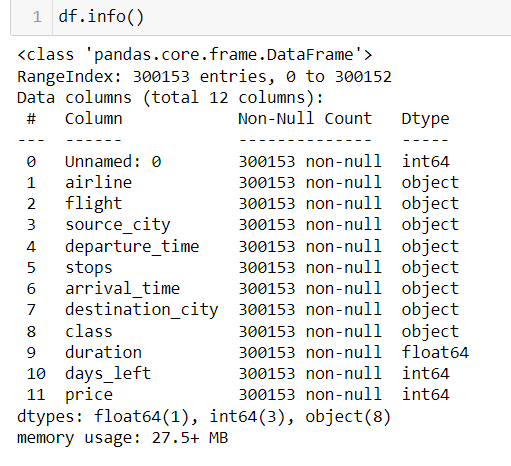 1 df.info()
<class 'pandas.core.frame.DataFrame'>
RangeIndex: 300153 entries, 0 to 300152
Data columns (total 12 columns):
 #   Column            Non-Null Count   Dtype
---  ------            --------------   -----
 0   Unnamed: 0        300153 non-null  int64
 1   airline           300153 non-null  object
 2   flight            300153 non-null  object
 3   source_city       300153 non-null  object
 4   departure_time    300153 non-null  object
 5   stops             300153 non-null  object
 6   arrival_time      300153 non-null  object
 7   destination_city  300153 non-null  object
 8   class             300153 non-null  object
 9   duration          300153 non-null  float64
 10  days_left         300153 non-null  int64
 11  price             300153 non-null  int64
dtypes: float64(1), int64(3), object(8)
memory usage: 27.5+ MB